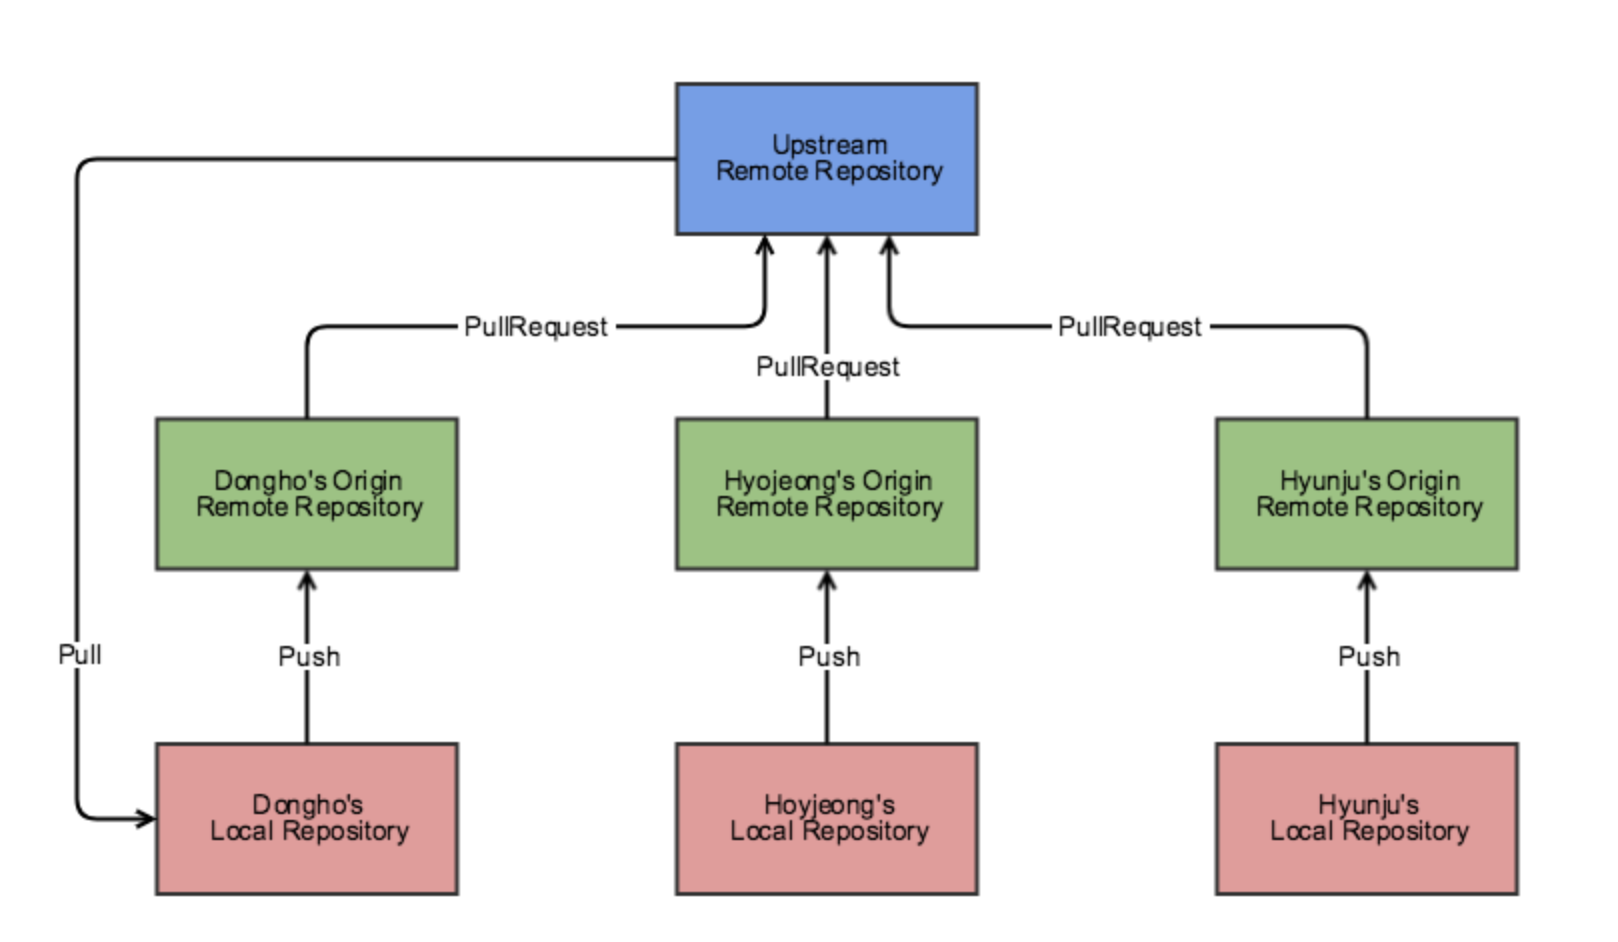 Upstream
Remote Repository
PullRequest
PullRequest
PullRequest
Dongho's Origin
Remote Repository
Hyojeong's Origin
Remote Repository
Hyunju's Origin
Remote Repository
Pull
Push
Push
Push
Dongho's
Local Repository
Hoyjeong's
Local Repository
Hyunju's
Local Repository